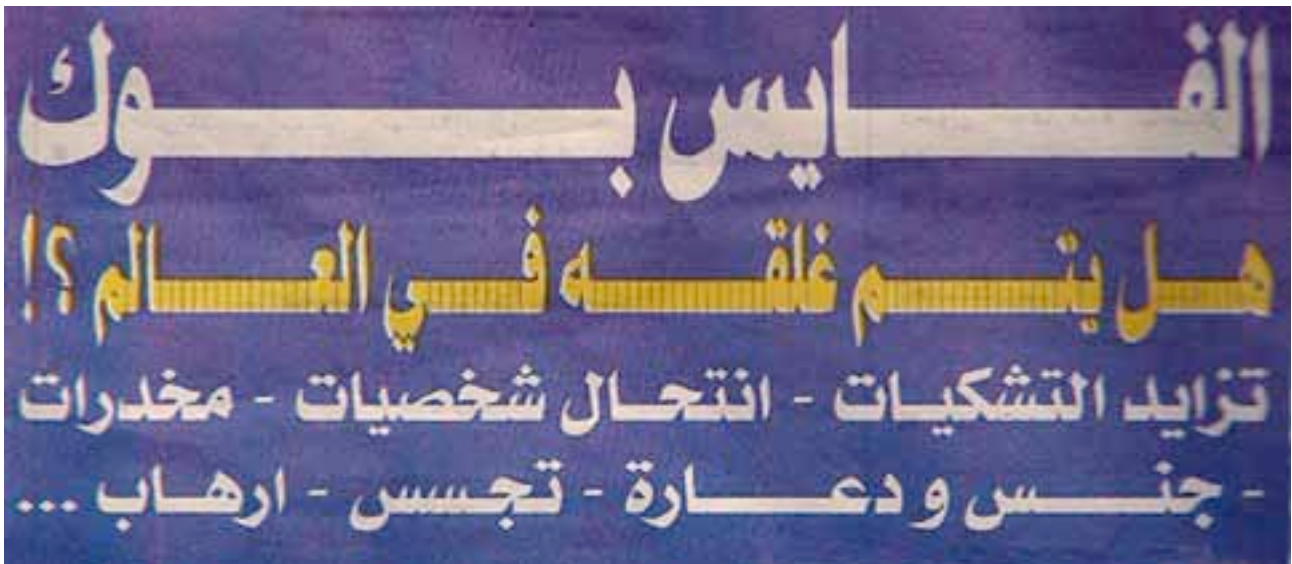 الفايس بوك
هل يتم غلقه في العالم ؟!
تزايد التشكيات - انتحال شخصيات - مخدرات
- جنس و دعارة - تجسس - ارهاب ...